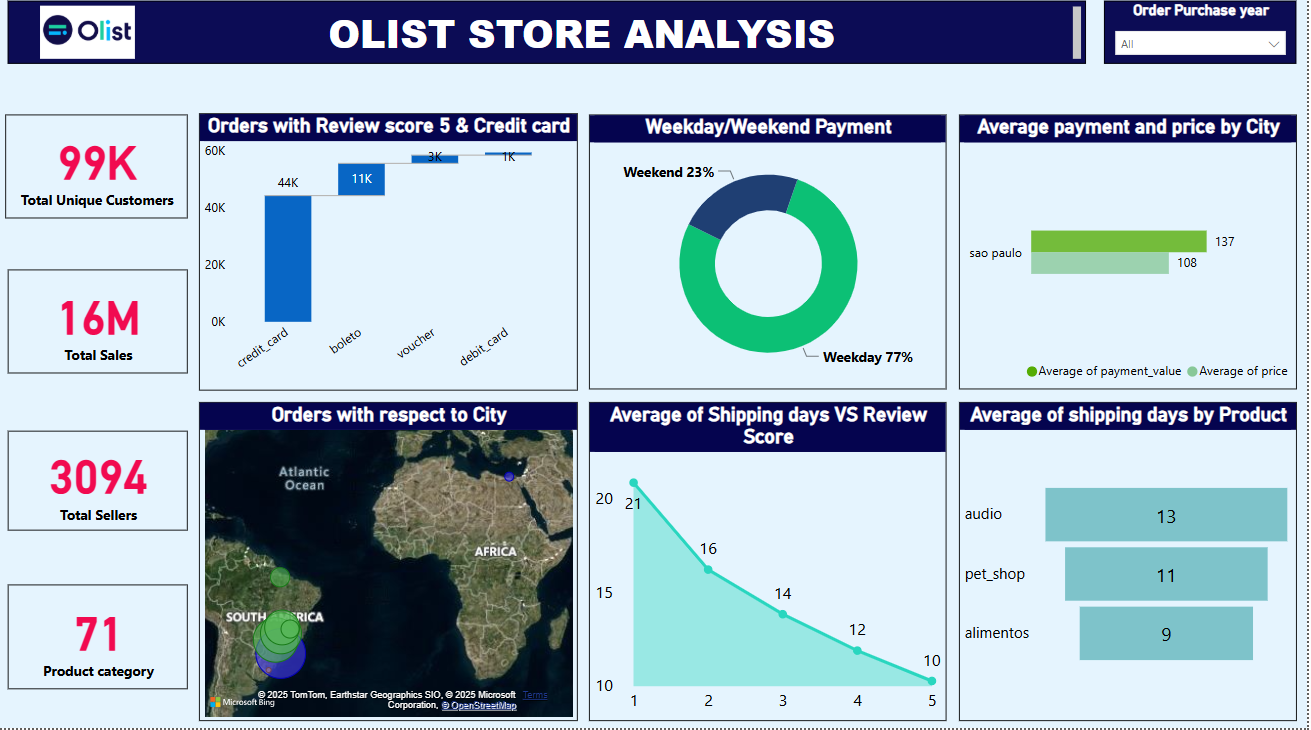 Olist
OLIST STORE ANALYSIS
Order Purchase year
All
99K
Total Unique Customers
16M
Total Sales
3094
Total Sellers
71
Product category
Orders with Review score 5 & Credit card
60K
40K
20K
0K
44K
11K
3K
1K
credit_card
boleto
voucher
debit_card
Weekday/Weekend Payment
Weekend 23%
Weekday 77%
Average payment and price by City
sao paulo
137
108
Average of payment_value
Average of price
Orders with respect to City
Atlantic
Ocean
AFRICA
SOUTH AMERICA
© 2025 TomTom, Earthstar Geographics SIO, © 2025 Microsoft
Corporation, © OpenStreetMap
Terms
Microsoft Bing
Average of Shipping days VS Review
Score
20
15
10
21
16
14
12
10
1
2
3
4
5
Average of shipping days by Product
audio
13
pet_shop
11
alimentos
9